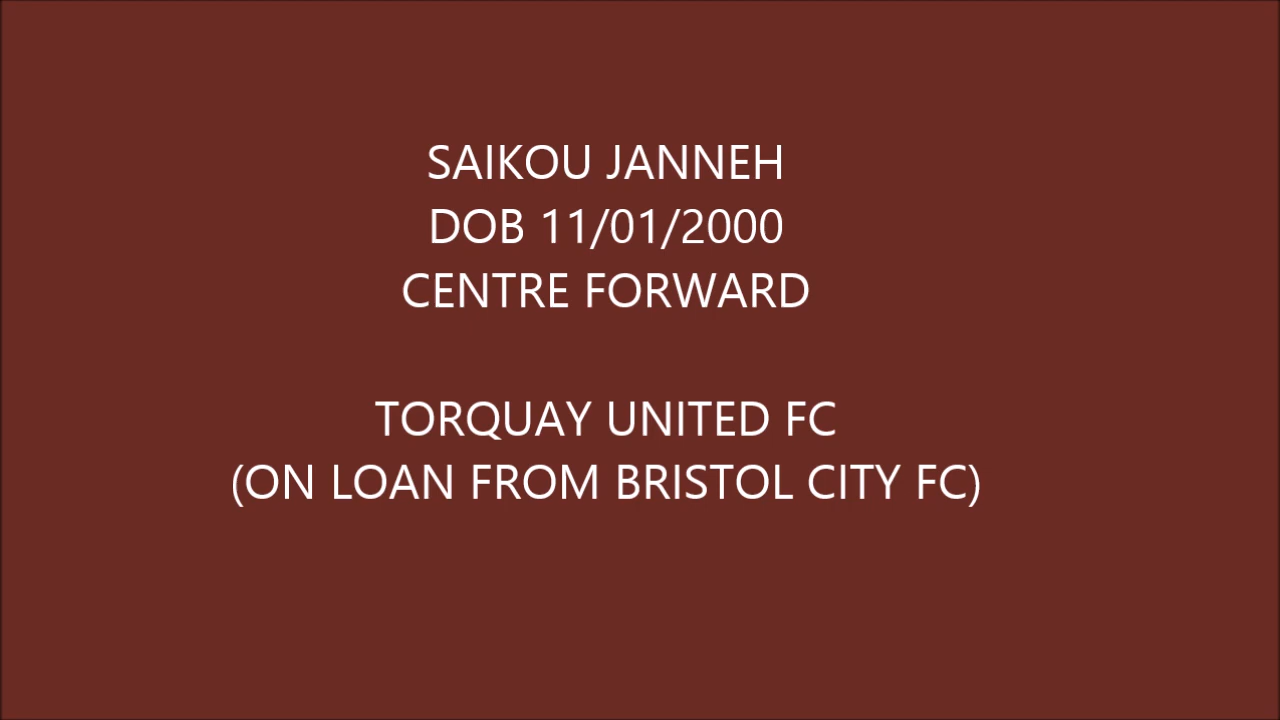 SAIKOU JANNEH
DOB 11/01/2000
CENTRE FORWARD
TORQUAY UNITED FC
(ON LOAN FROM BRISTOL CITY FC)